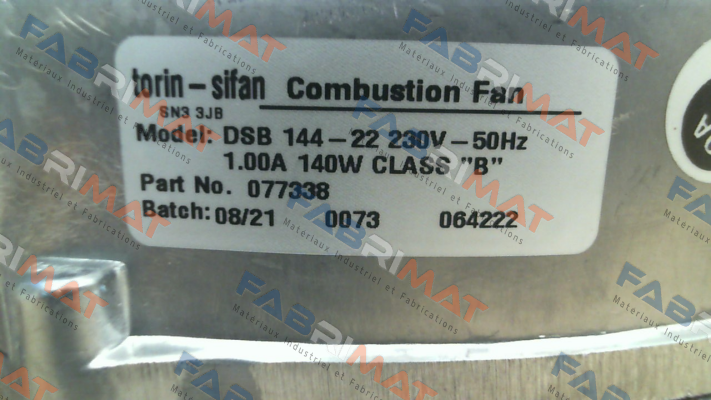 torin-sifan Combustion Fan
SN3 3JB
Model: DSB 144-22 230V-50Hz
1.00A 140W CLASS "B"
Part No. 077338
Batch: 08/21 0073 064222
FABRIMAT
Materiaux Industriel et Fabrications